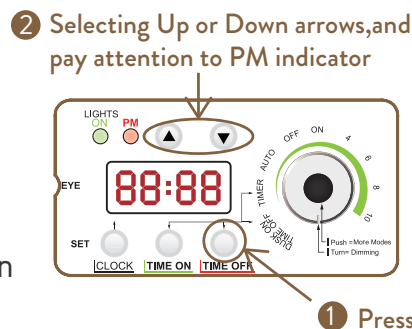 2 Selecting Up or Down arrows,and
pay attention to PM indicator
LIGHTS
ON PM
EYE
88:88
SET
CLOCK TIME ON TIME OFF
TIMER AUTO OFF ON 4 6 8 10
DUSK ON
TIME OFF
Push =More Modes
Turn= Dimming
n
1 Press